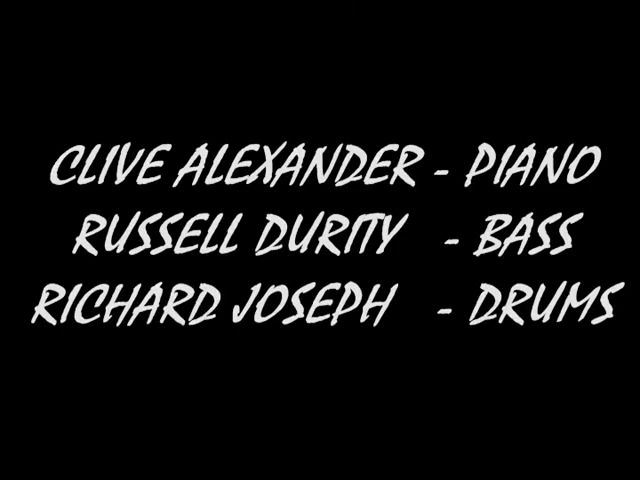 CLIVE ALEXANDER - PIANO
RUSSELL DURITY - BASS
RICHARD JOSEPH - DRUMS